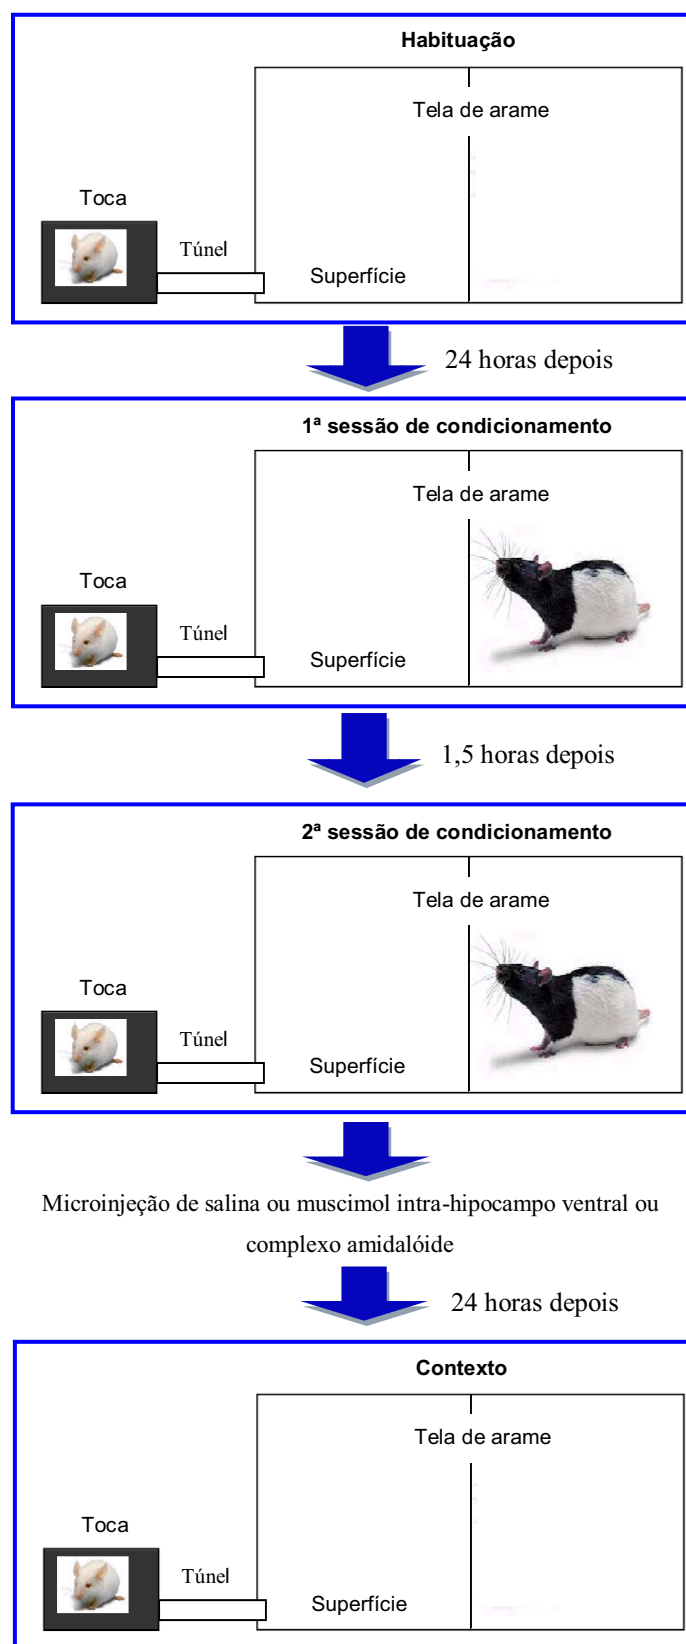 Habituação
Tela de arame
Toca
Túnel
Superfície
24 horas depois
1ª sessão de condicionamento
Tela de arame
Toca
Túnel
Superfície
1,5 horas depois
2ª sessão de condicionamento
Tela de arame
Toca
Túnel
Superfície
Microinjeção de salina ou muscimol intra-hipocampo ventral ou
complexo amidalóide
24 horas depois
Contexto
Tela de arame
Toca
Túnel
Superfície